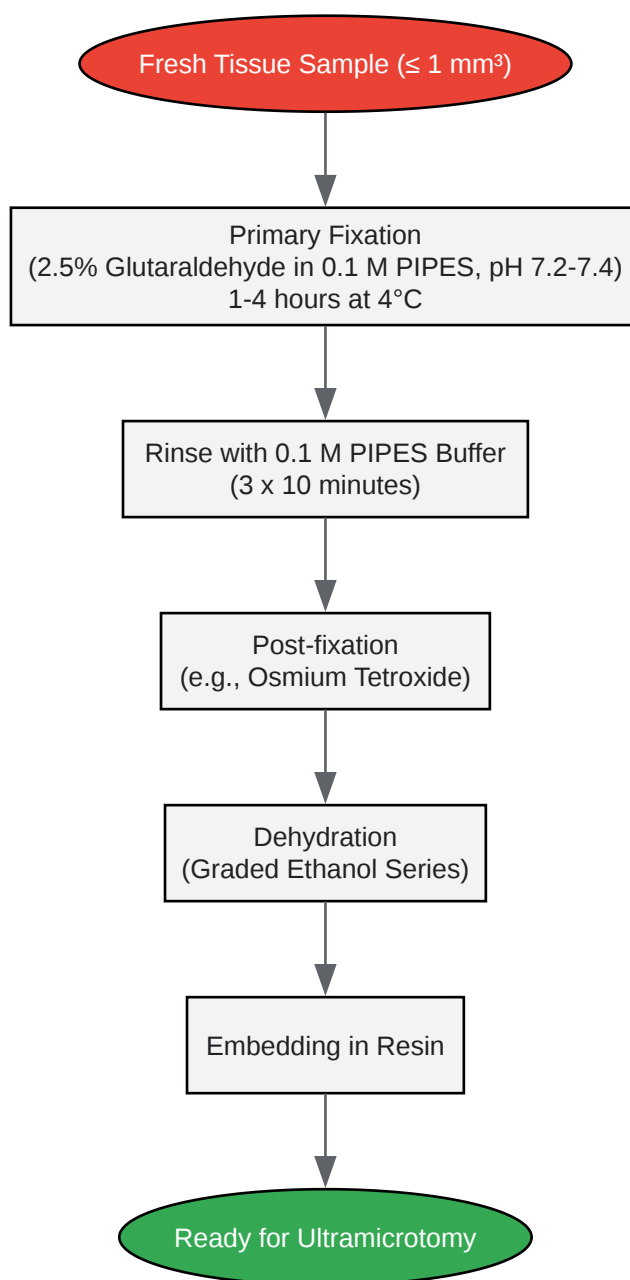 Fresh Tissue Sample (≤ 1 mm³)
Primary Fixation
(2.5% Glutaraldehyde in 0.1 M PIPES, pH 7.2-7.4)
1-4 hours at 4°C
Rinse with 0.1 M PIPES Buffer
(3 x 10 minutes)
Post-fixation
(e.g., Osmium Tetroxide)
Dehydration
(Graded Ethanol Series)
Embedding in Resin
Ready for Ultramicrotomy